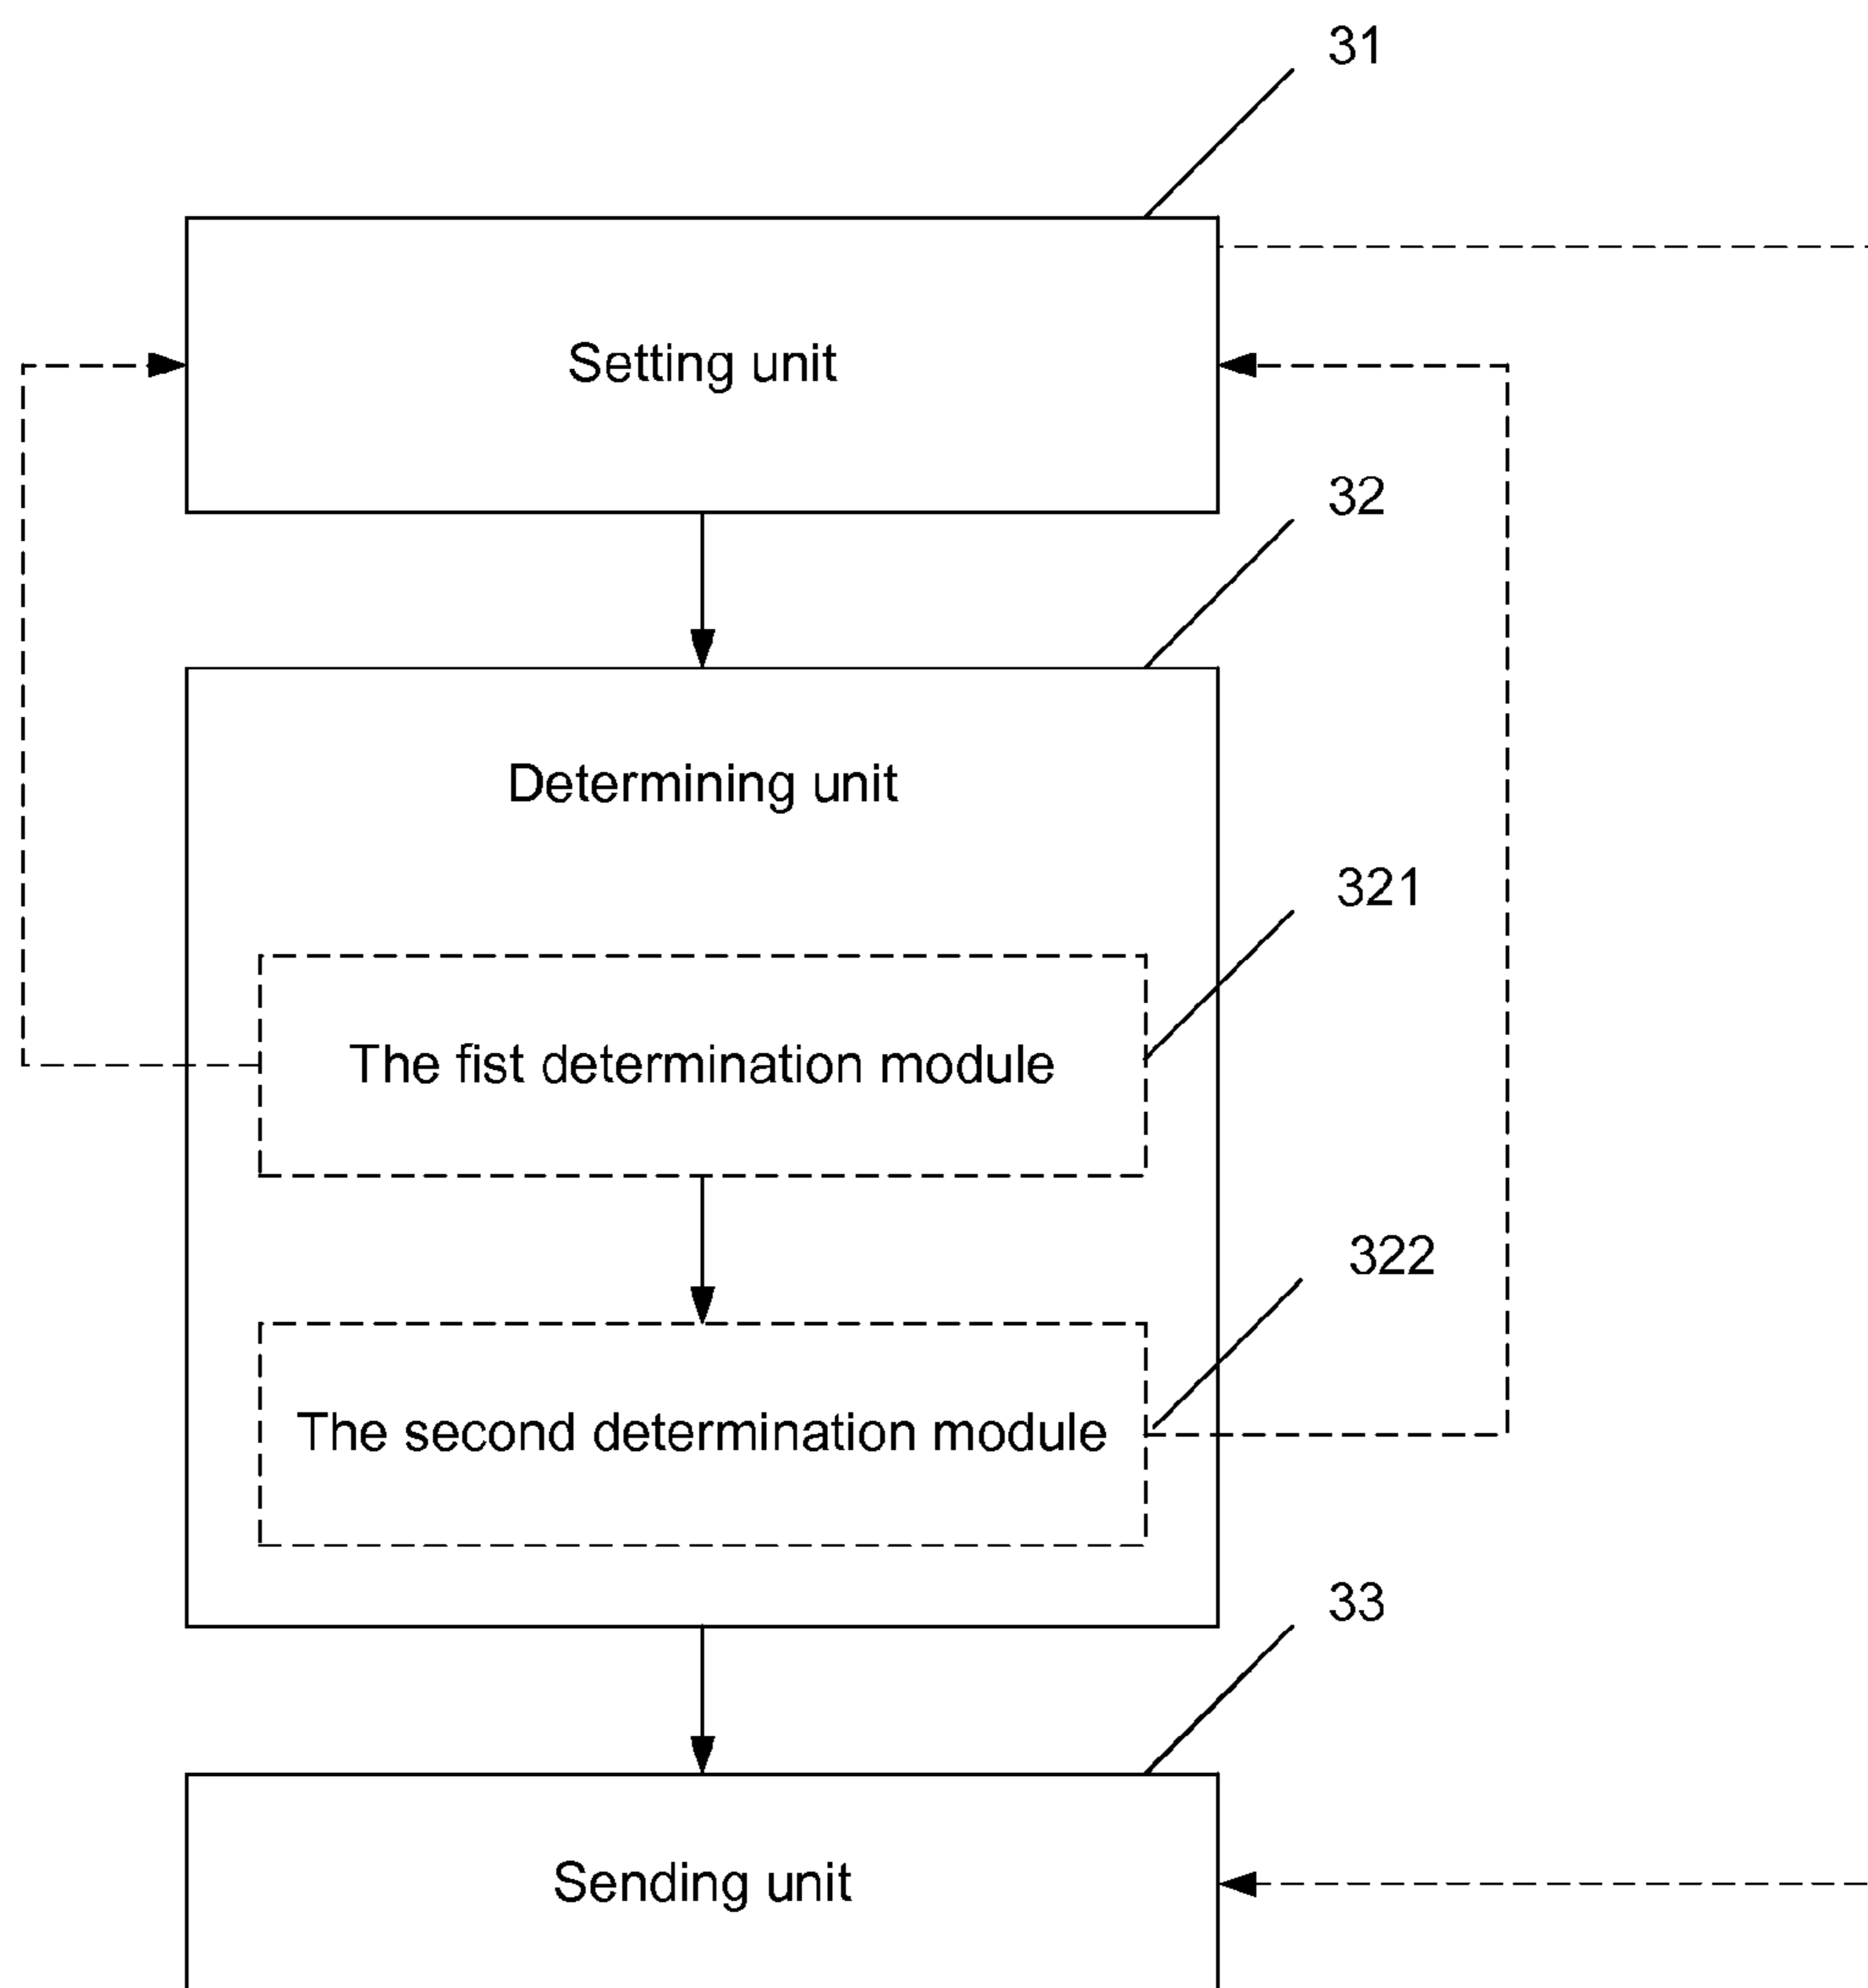 31
Setting unit
32
Determining unit
321
The fist determination module
322
The second determination module
33
Sending unit